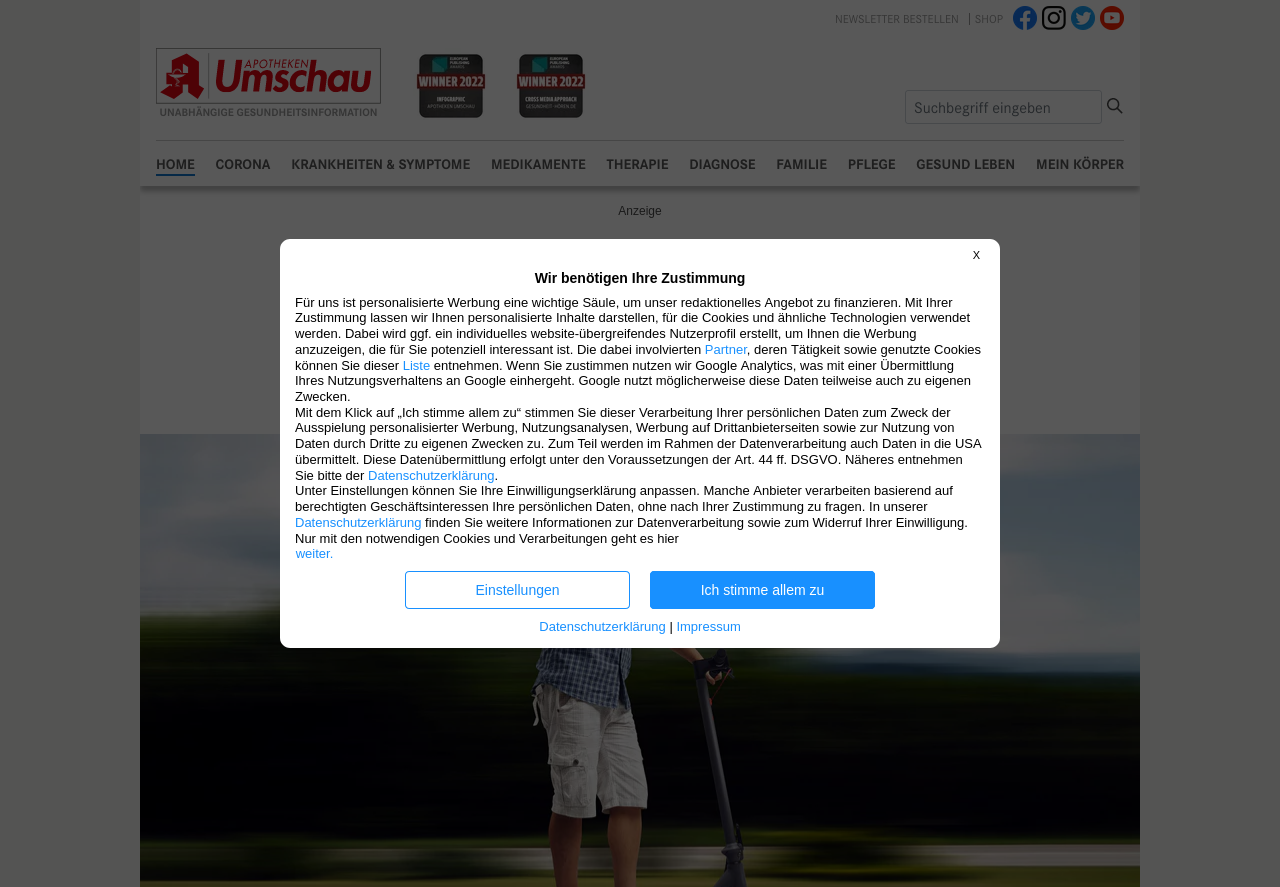 NEWSLETTER BESTELLEN | SHOP
APOTHEKEN
Umschau
UNABHÄNGIGE GESUNDHEITSINFORMATION
EUROPEAN PUBLISHING AWARDS
WINNER 2022
INFOGRAPHIC
APOTHEKEN UMSCHAU
EUROPEAN PUBLISHING AWARDS
WINNER 2022
CROSS MEDIA APPROACH
Suchbegriff eingeben
HOME CORONA KRANKHEITEN & SYMPTOME MEDIKAMENTE THERAPIE DIAGNOSE FAMILIE PFLEGE GESUND LEBEN MEIN KÖRPER
Anzeige
x
Wir benötigen Ihre Zustimmung
Für uns ist personalisierte Werbung eine wichtige Säule, um unser redaktionelles Angebot zu finanzieren. Mit Ihrer
Zustimmung lassen wir Ihnen personalisierte Inhalte darstellen, für die Cookies und ähnliche Technologien verwendet
werden. Dabei wird ggf. ein individuelles website-übergreifendes Nutzerprofil erstellt, um Ihnen die Werbung
anzuzeigen, die für Sie potenziell interessant ist. Die dabei involvierten Partner, deren Tätigkeit sowie genutzte Cookies
können Sie dieser Liste entnehmen. Wenn Sie zustimmen nutzen wir Google Analytics, was mit einer Übermittlung
Ihres Nutzungsverhaltens an Google einhergeht. Google nutzt möglicherweise diese Daten teilweise auch zu eigenen
Zwecken.
Mit dem Klick auf „Ich stimme allem zu“ stimmen Sie dieser Verarbeitung Ihrer persönlichen Daten zum Zweck der
Ausspielung personalisierter Werbung, Nutzungsanalysen, Werbung auf Drittanbieterseiten sowie zur Nutzung von
Daten durch Dritte zu eigenen Zwecken zu. Zum Teil werden im Rahmen der Datenverarbeitung auch Daten in die USA
übermittelt. Diese Datenübermittlung erfolgt unter den Voraussetzungen der Art. 44 ff. DSGVO. Näheres entnehmen
Sie bitte der Datenschutzerklärung.
Unter Einstellungen können Sie Ihre Einwilligungserklärung anpassen. Manche Anbieter verarbeiten basierend auf
berechtigten Geschäftsinteressen Ihre persönlichen Daten, ohne nach Ihrer Zustimmung zu fragen. In unserer
Datenschutzerklärung finden Sie weitere Informationen zur Datenverarbeitung sowie zum Widerruf Ihrer Einwilligung.
Nur mit den notwendigen Cookies und Verarbeitungen geht es hier
weiter.
Einstellungen Ich stimme allem zu
Datenschutzerklärung | Impressum